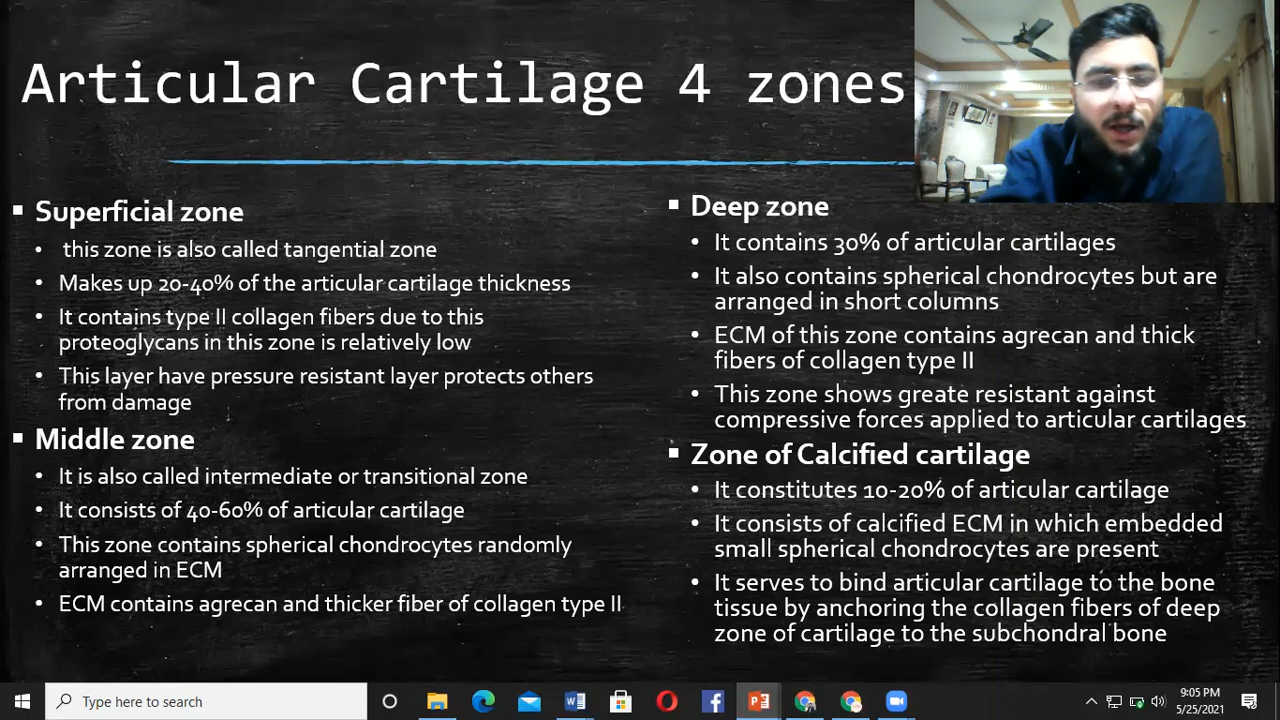 Articular Cartilage 4 zones
▪ Superficial zone
• this zone is also called tangential zone
• Makes up 20-40% of the articular cartilage thickness
• It contains type II collagen fibers due to this
proteoglycans in this zone is relatively low
• This layer have pressure resistant layer protects others
from damage
▪ Middle zone
• It is also called intermediate or transitional zone
• It consists of 40-60% of articular cartilage
• This zone contains spherical chondrocytes randomly
arranged in ECM
• ECM contains agrecan and thicker fiber of collagen type II
▪ Deep zone
• It contains 30% of articular cartilages
• It also contains spherical chondrocytes but are
arranged in short columns
• ECM of this zone contains agrecan and thick
fibers of collagen type II
• This zone shows greate resistant against
compressive forces applied to articular cartilages
▪ Zone of Calcified cartilage
• It constitutes 10-20% of articular cartilage
• It consists of calcified ECM in which embedded
small spherical chondrocytes are present
• It serves to bind articular cartilage to the bone
tissue by anchoring the collagen fibers of deep
zone of cartilage to the subchondral bone
Type here to search
9:05 PM
5/25/2021